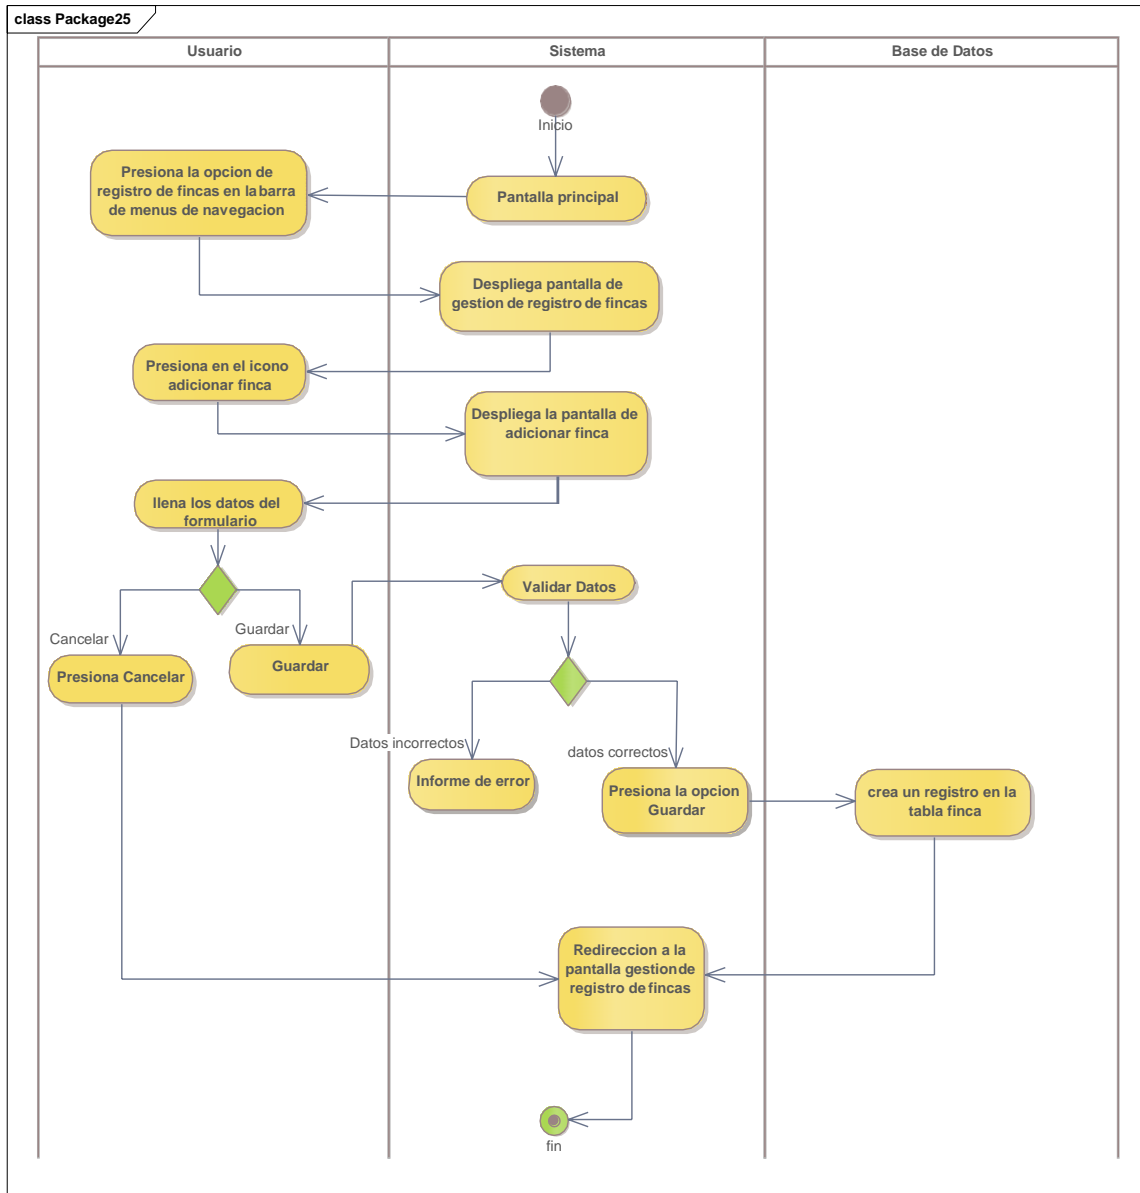 class Package25
Usuario
Sistema
Base de Datos
Inicio
Presiona la opcion de
registro de fincas en la barra
de menus de navegacion
Pantalla principal
Despliega pantalla de
gestion de registro de fincas
Presiona en el icono
adicionar finca
Despliega la pantalla de
adicionar finca
llena los datos del
formulario
Validar Datos
Cancelar
Guardar
Presiona Cancelar
Guardar
Datos incorrectos
datos correctos
Informe de error
Presiona la opcion
Guardar
crea un registro en la
tabla finca
Redireccion a la
pantalla gestion de
registro de fincas
fin